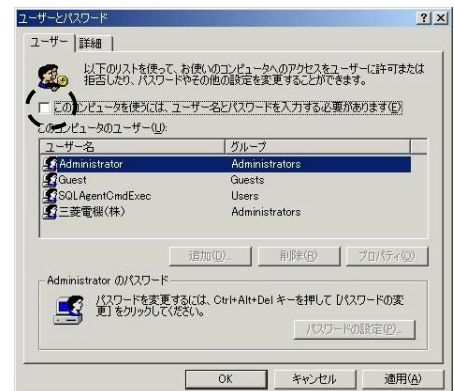 ユーザーとパスワード
ユーザー 詳細
以下のリストを使って、お使いのコンピュータへのアクセスをユーザーに許可または
拒否したり、パスワードやその他の設定を変更することができます。
このコンピュータを使うには、ユーザー名とパスワードを入力する必要があります(E)
このコンピュータのユーザー(U):
ユーザー名 グループ
Administrator Administrators
Guest Guests
SQLAgentCmdExec Users
三菱電機(株) Administrators
追加(D)... 削除(R) プロパティ(O)
Administrator のパスワード
パスワードを変更するには、Ctrl+Alt+Del キーを押して [パスワードの変
更] をクリックしてください。
パスワードの設定(P)...
OK キャンセル 適用(A)